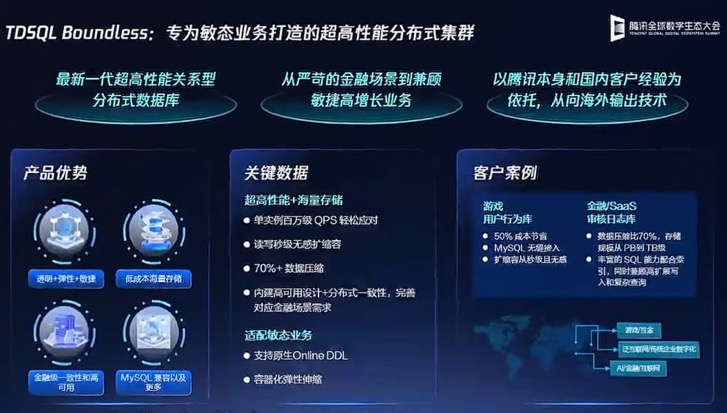 TDSQL Boundless：专为敏态业务打造的超高性能分布式集群
腾讯全球数字生态大会
TENCENT GLOBAL DIGITAL ECOSYSTEM SUMMIT
最新一代超高性能关系型
分布式数据库
从严苛的金融场景到兼顾
敏捷高增长业务
以腾讯本身和国内客户经验为
依托，从向海外输出技术
产品优势
透明+弹性+敏捷
低成本海量存储
金融级一致性和高
可用
MySQL 兼容以及
更多
关键数据
超高性能+海量存储
• 单实例百万级 QPS 轻松应对
• 读写秒级无感扩缩容
• 70%+ 数据压缩
• 内建高可用设计+分布式一致性，完善
对应金融场景需求
适配敏态业务
• 支持原生Online DDL
• 容器化弹性伸缩
客户案例
游戏
用户行为库
• 50% 成本节省
• MySQL 无缝接入
• 扩缩容从秒级且无感
金融/SaaS
审核日志库
• 数据压缩比70%，存储
规模从 PB到 TB级
• 丰富的 SQL 能力配合索
引，同时兼顾高扩展写
入和复杂查询
游戏/互金
泛互联网/传统企业数字化
AI/金融/互联网